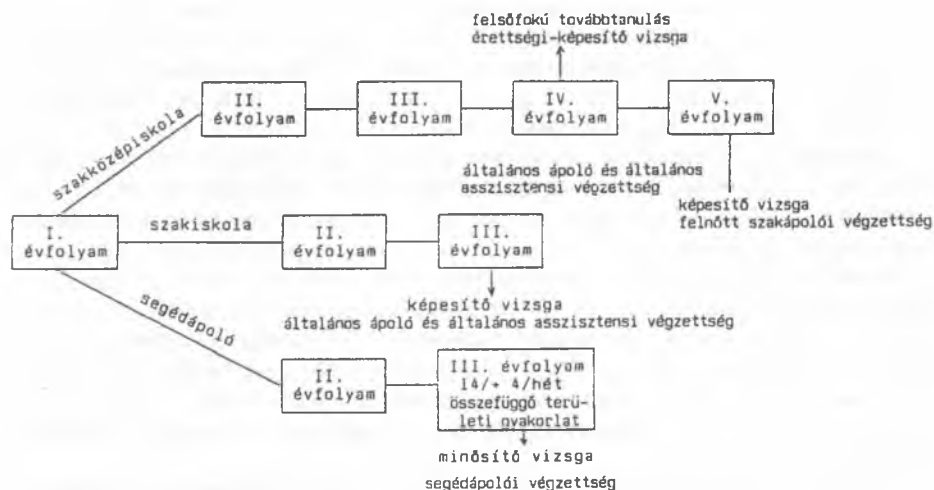 felsőfokú továbbtanulás
érettségi-képesítő vizsga
II.
évfolyam
III.
évfolyam
IV.
évfolyam
V.
évfolyam
szakközépiskola
általános ápoló és általános
asszisztensi végzettség
képesítő vizsga
felnőtt szakápolói végzettség
I.
évfolyam
szakiskola
II.
évfolyam
III.
évfolyam
képesítő vizsga
általános ápoló és általános asszisztensi végzettség
segédápoló
II.
évfolyam
III. évfolyam
14/+ 4/hét
összefüggő terü-
leti gyakorlat
minősítő vizsga
segédápolói végzettség